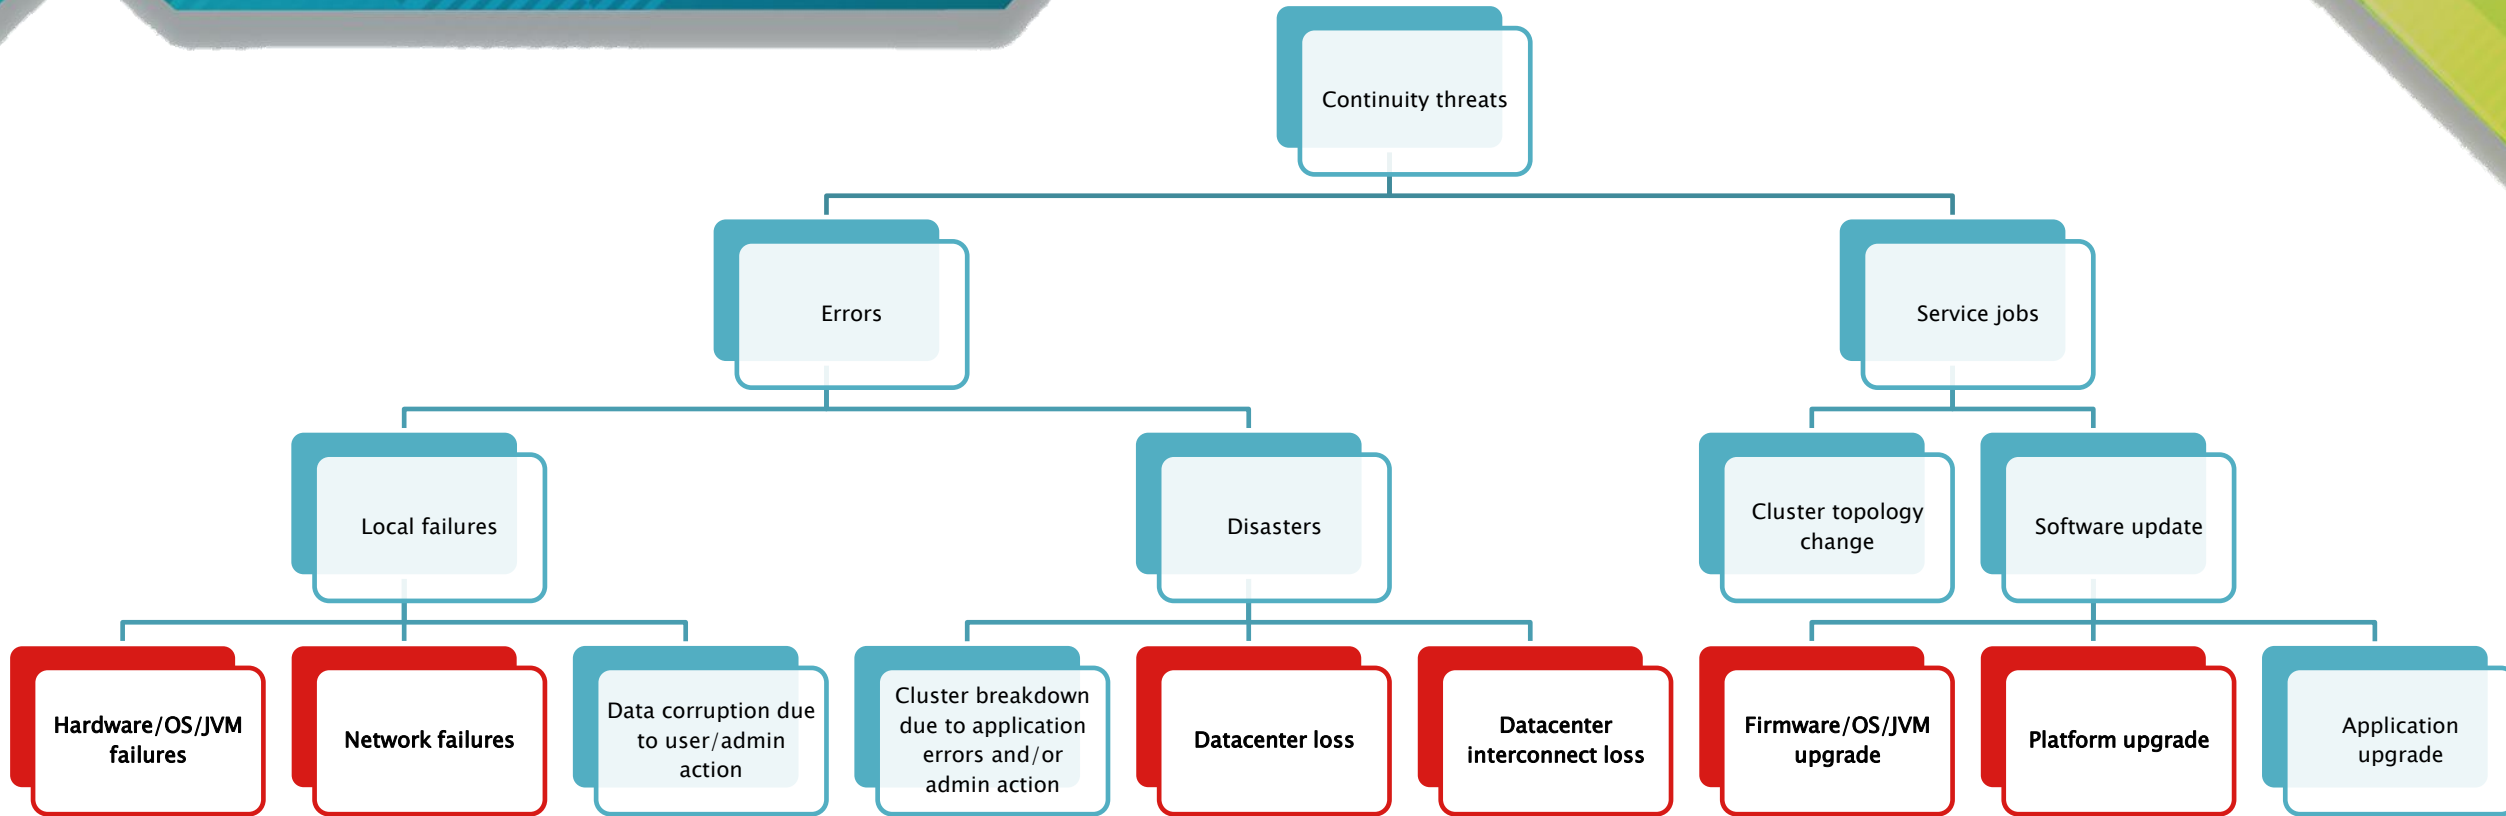 Continuity threats
Errors
Service jobs
Local failures
Disasters
Cluster topology
change
Software update
Hardware/OS/JVM
failures
Network failures
Data corruption due
to user/admin
action
Cluster breakdown
due to application
errors and/or
admin action
Datacenter loss
Datacenter
interconnect loss
Firmware/OS/JVM
upgrade
Platform upgrade
Application
upgrade